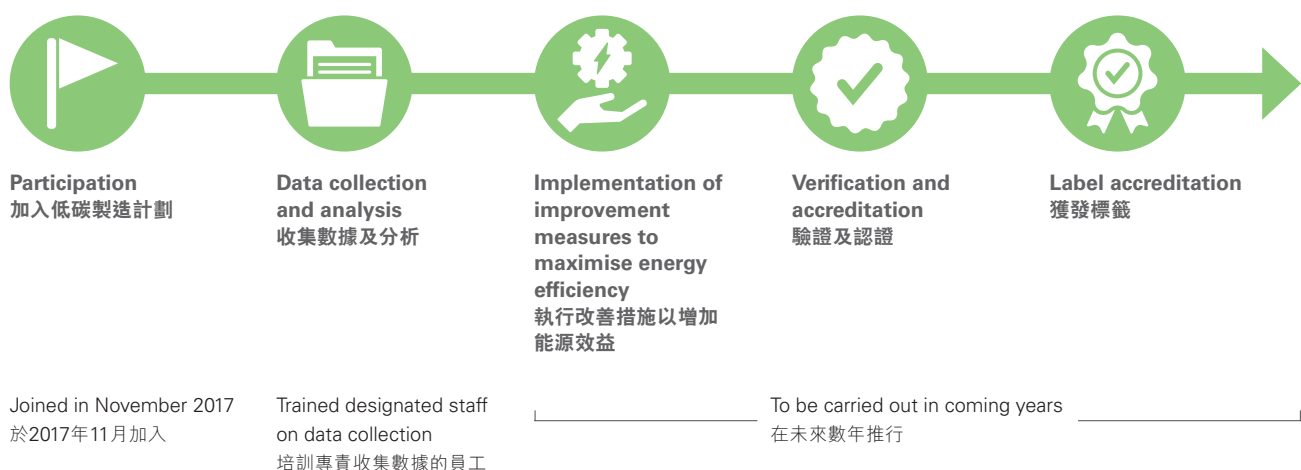 Participation
加入低碳製造計劃
Data collection
and analysis
收集數據及分析
Implementation of
improvement
measures to
maximise energy
efficiency
執行改善措施以增加
能源效益
Verification and
accreditation
驗證及認證
Label accreditation
獲發標籤
Joined in November 2017
於2017年11月加入
Trained designated staff
on data collection
培訓專責收集數據的員工
To be carried out in coming years
在未來數年推行